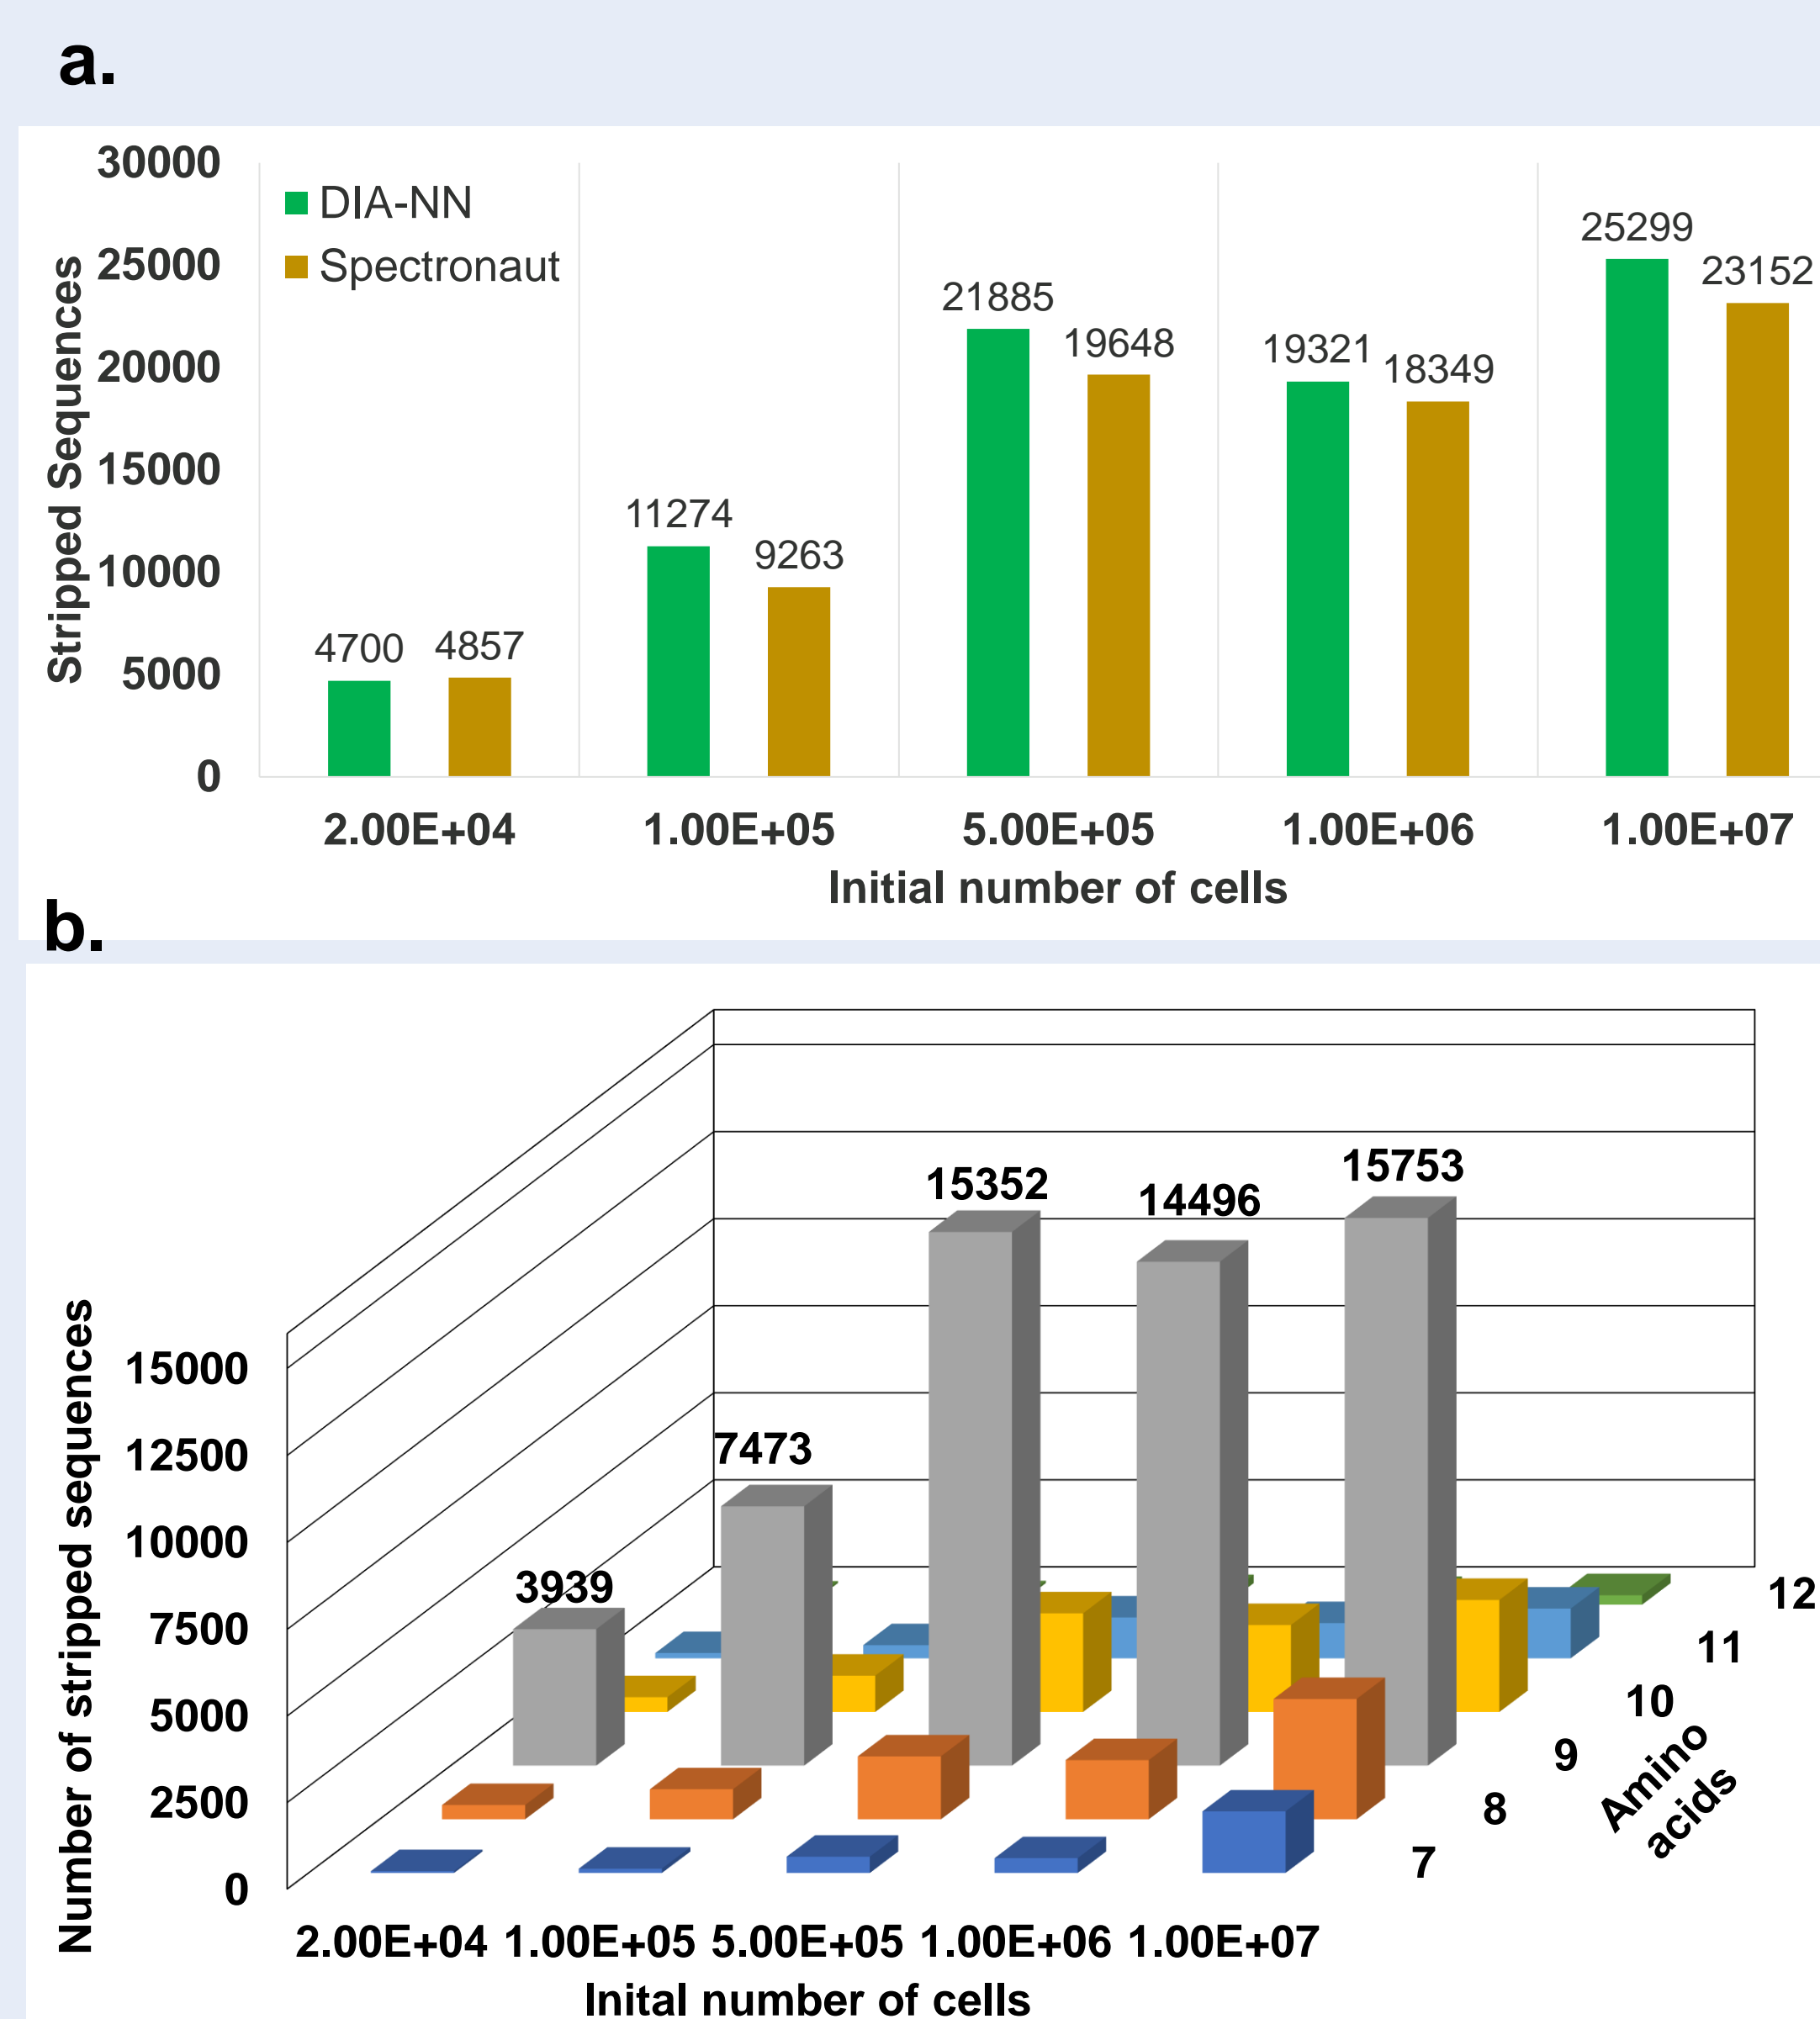 a.
30000
25000
20000
15000
10000
5000
0
Stripped Sequences
DIA-NN
Spectronaut
4700
4857
11274
9263
21885
19648
19321
18349
25299
23152
2.00E+04
1.00E+05
5.00E+05
1.00E+06
1.00E+07
Initial number of cells
b.
15000
12500
10000
7500
5000
2500
0
Number of stripped sequences
3939
7473
15352
14496
15753
12
11
10
9
8
7
Amino
acids
2.00E+04
1.00E+05
5.00E+05
1.00E+06
1.00E+07
Inital number of cells